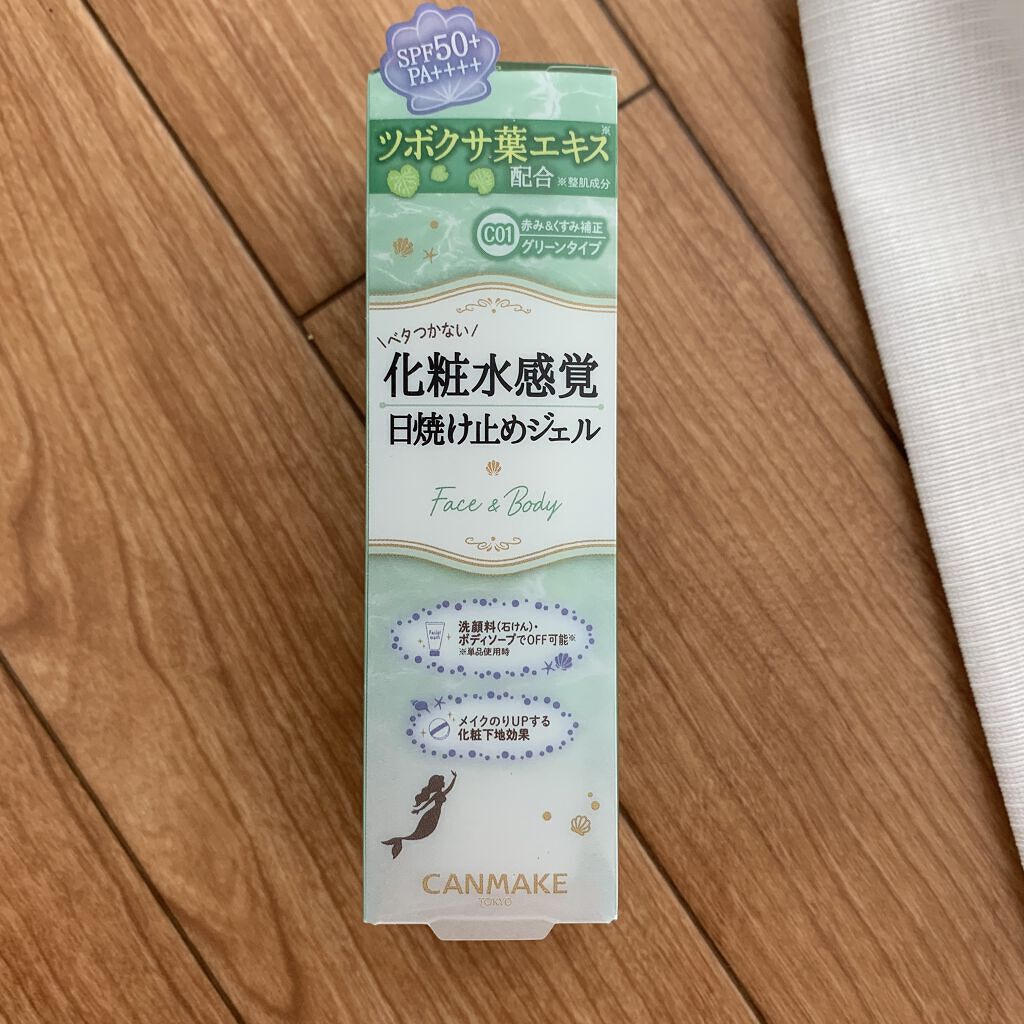 SPF50+
PA++++
ツボクサ葉エキス※
配合 ※整肌成分
C01 赤み&くすみ補正
グリーンタイプ
\ベタつかない/
化粧水感覚
日焼け止めジェル
Face & Body
洗顔料(石けん)・
ボディソープでOFF可能※
※単品使用時
メイクのりUPする
化粧下地効果
CANMAKE
TOKYO